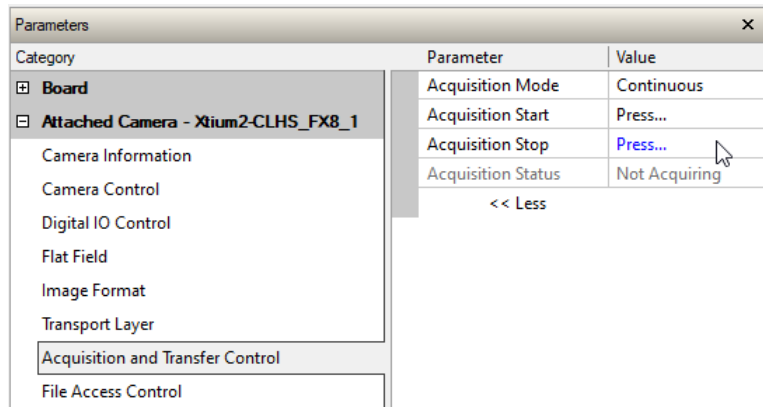 Parameters
Category
Parameter Value
Board
Acquisition Mode Continuous
Attached Camera - Xtium2-CLHS_FX8_1
Acquisition Start Press...
Camera Information
Acquisition Stop Press...
Camera Control
Acquisition Status Not Acquiring
Digital IO Control
<< Less
Flat Field
Image Format
Transport Layer
Acquisition and Transfer Control
File Access Control